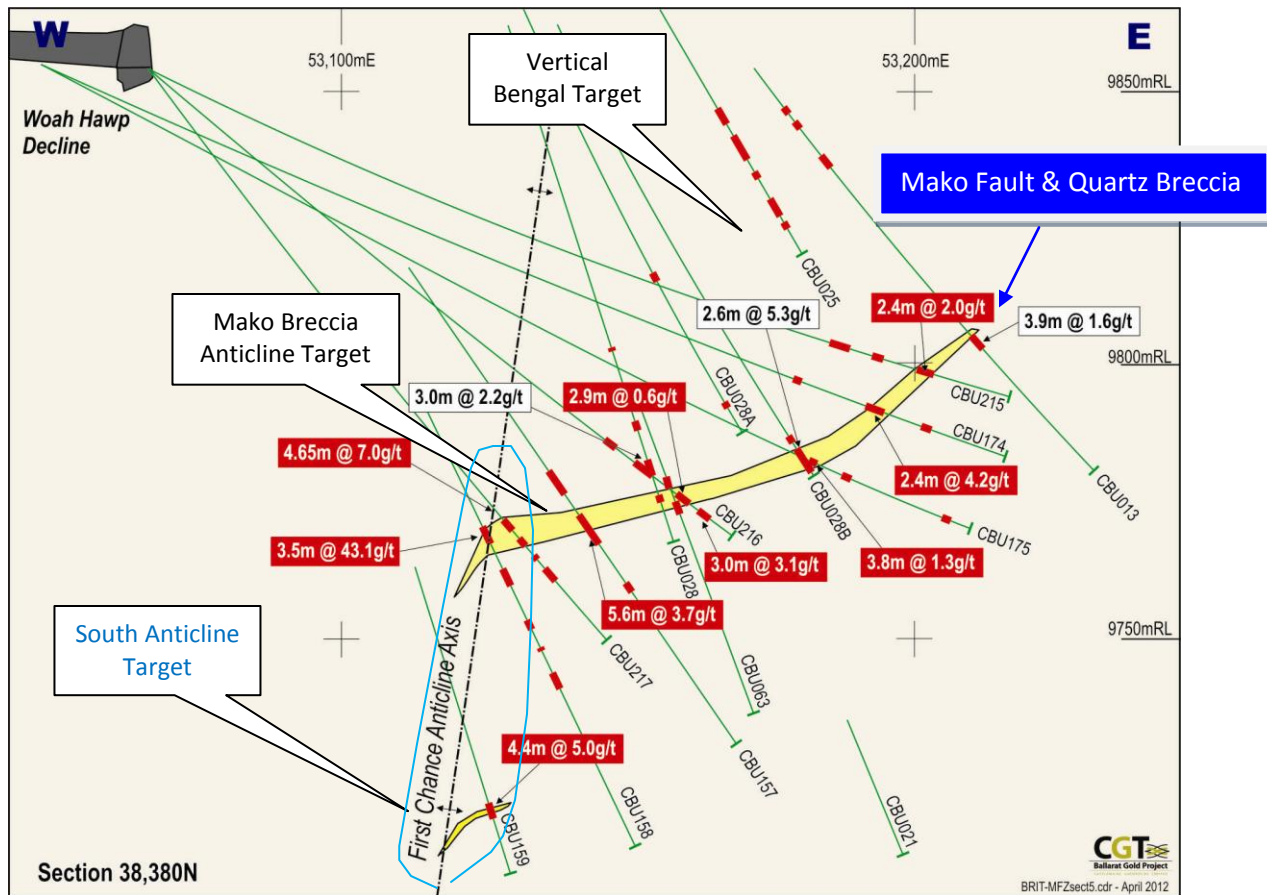 W
E
53,100mE
53,200mE
9850mRL
Vertical
Bengal Target
Woah Hawp
Decline
Mako Fault & Quartz Breccia
CBU025
2.4m @ 2.0g/t
2.6m @ 5.3g/t
3.9m @ 1.6g/t
Mako Breccia
Anticline Target
9800mRL
CBU215
3.0m @ 2.2g/t
2.9m @ 0.6g/t
CBU028A
CBU174
4.65m @ 7.0g/t
2.4m @ 4.2g/t
CBU013
CBU028B
CBU216
CBU175
3.5m @ 43.1g/t
CBU028
3.0m @ 3.1g/t
3.8m @ 1.3g/t
5.6m @ 3.7g/t
South Anticline
Target
9750mRL
CBU217
CBU063
First Chance Anticline Axis
4.4m @ 5.0g/t
CBU157
CBU158
CBU159
CBU021
CGT
Ballarat Gold Project
Section 38,380N
BRIT-MFZsect5.cdr - April 2012